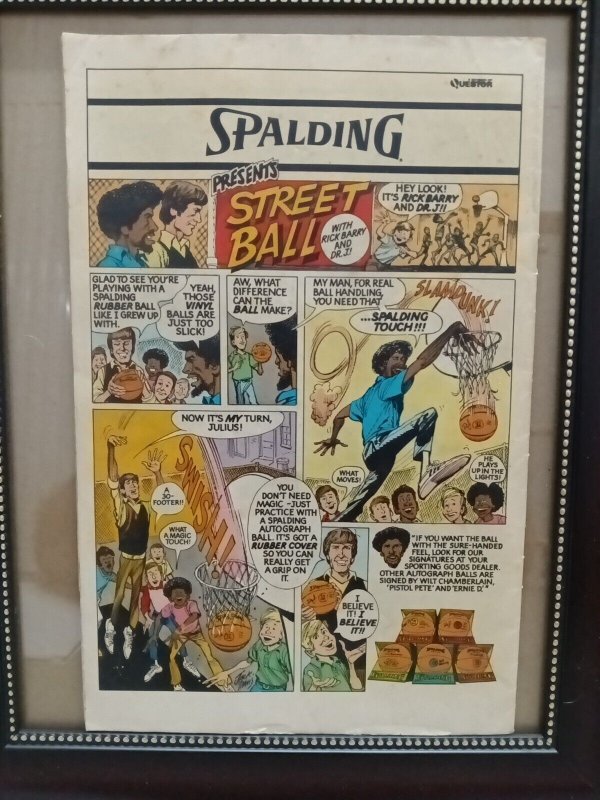 QUESTOR
SPALDING
PRESENTS
STREET
BALL
WITH
RICK BARRY
AND
DR.J!
HEY LOOK!
IT'S RICK BARRY
AND DR.J!!
GLAD TO SEE YOU'RE
PLAYING WITH A
SPALDING
RUBBER BALL
LIKE I GREW UP
WITH.
YEAH,
THOSE
VINYL
BALLS ARE
JUST TOO
SLICK!
AW, WHAT
DIFFERENCE
CAN THE
BALL MAKE?
MY MAN, FOR REAL
BALL HANDLING,
YOU NEED THAT
...SPALDING
TOUCH!!!
SLAM DUNK!
WHAT
MOVES!
HE
PLAYS
UP IN THE
LIGHTS!
NOW IT'S MY TURN,
JULIUS!
SWISH!!
A
30-
FOOTER!!
WHAT
A MAGIC
TOUCH!
YOU
DON'T NEED
MAGIC -JUST
PRACTICE WITH
A SPALDING
AUTOGRAPH
BALL. IT'S GOT A
RUBBER COVER
SO YOU CAN
REALLY GET
A GRIP ON
IT.
I
BELIEVE
IT! I
BELIEVE
IT!!
"IF YOU WANT THE BALL
WITH THE SURE-HANDED
FEEL, LOOK FOR OUR
SIGNATURES AT YOUR
SPORTING GOODS DEALER.
OTHER AUTOGRAPH BALLS ARE
SIGNED BY WILT CHAMBERLAIN,
'PISTOL PETE' AND 'ERNIE D.'"